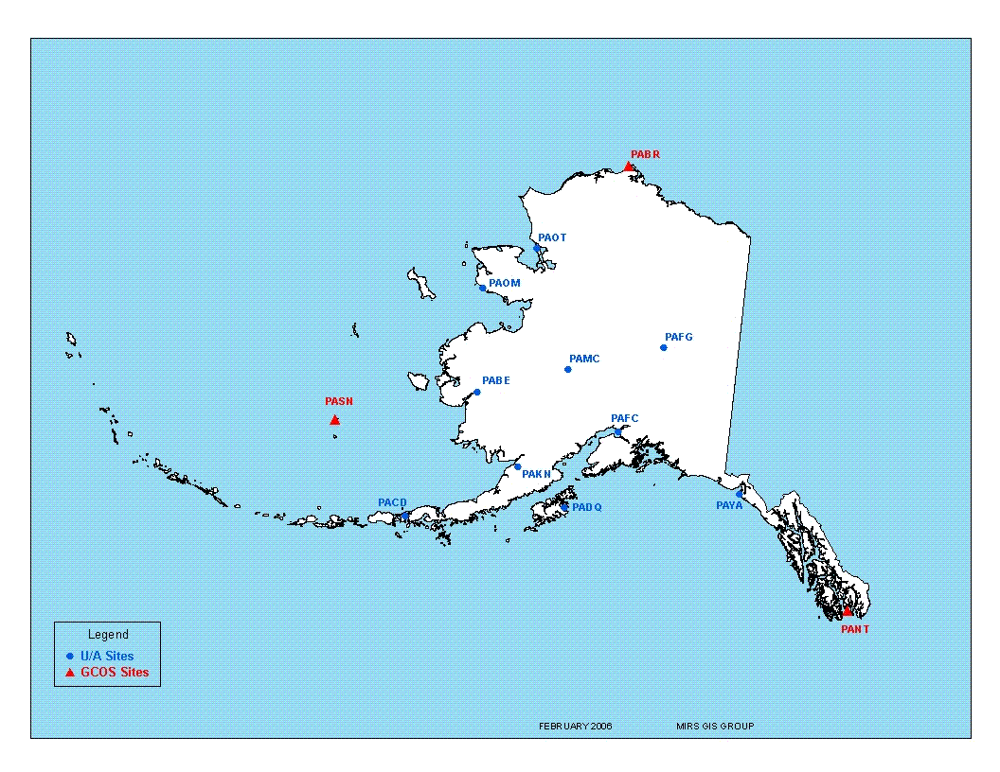 PABR
PAOT
PAOM
PAFG
PAMC
PABE
PASN
PAFC
PAKN
PACD
PADQ
PAYA
PANT
Legend
U/A Sites
GCOS Sites
FEBRUARY 2006 MIRS GIS GROUP